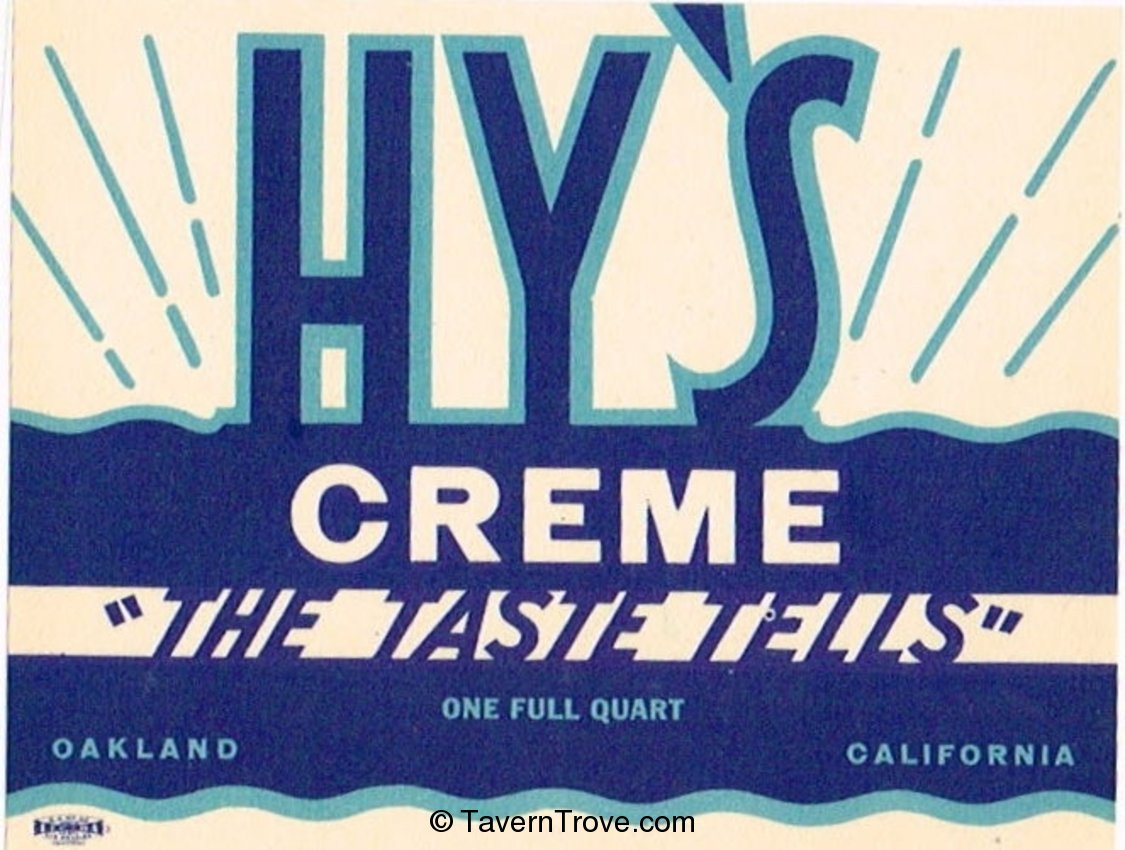 HY'S
CREME
"THE TASTE TELLS"
ONE FULL QUART
OAKLAND
CALIFORNIA
© TavernTrove.com